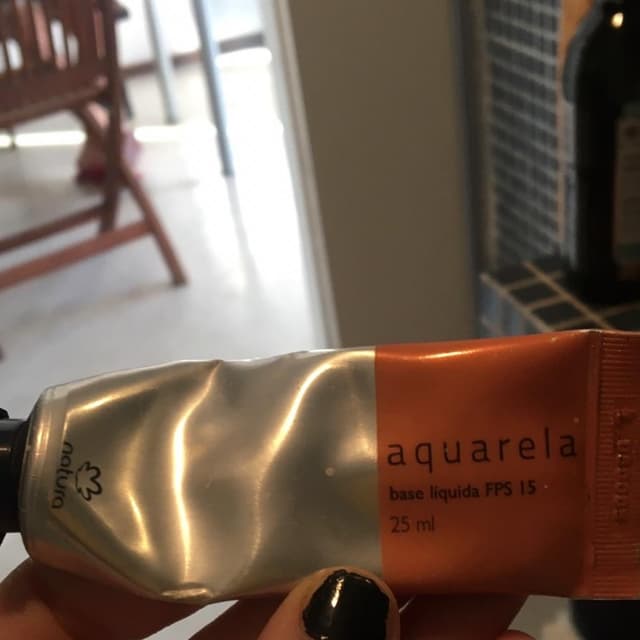 natura
aquarela
base líquida FPS 15
25 ml